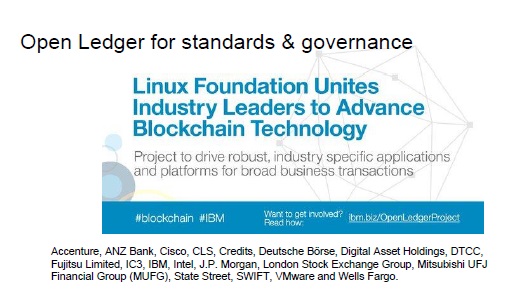 Open Ledger for standards & governance
Linux Foundation Unites
Industry Leaders to Advance
Blockchain Technology
Project to drive robust, industry specific applications
and platforms for broad business transactions
#blockchain #IBM
Want to get involved?
Read how:
ibm.biz/OpenLedgerProject
Accenture, ANZ Bank, Cisco, CLS, Credits, Deutsche Börse, Digital Asset Holdings, DTCC,
Fujitsu Limited, IC3, IBM, Intel, J.P. Morgan, London Stock Exchange Group, Mitsubishi UFJ
Financial Group (MUFG), State Street, SWIFT, VMware and Wells Fargo.